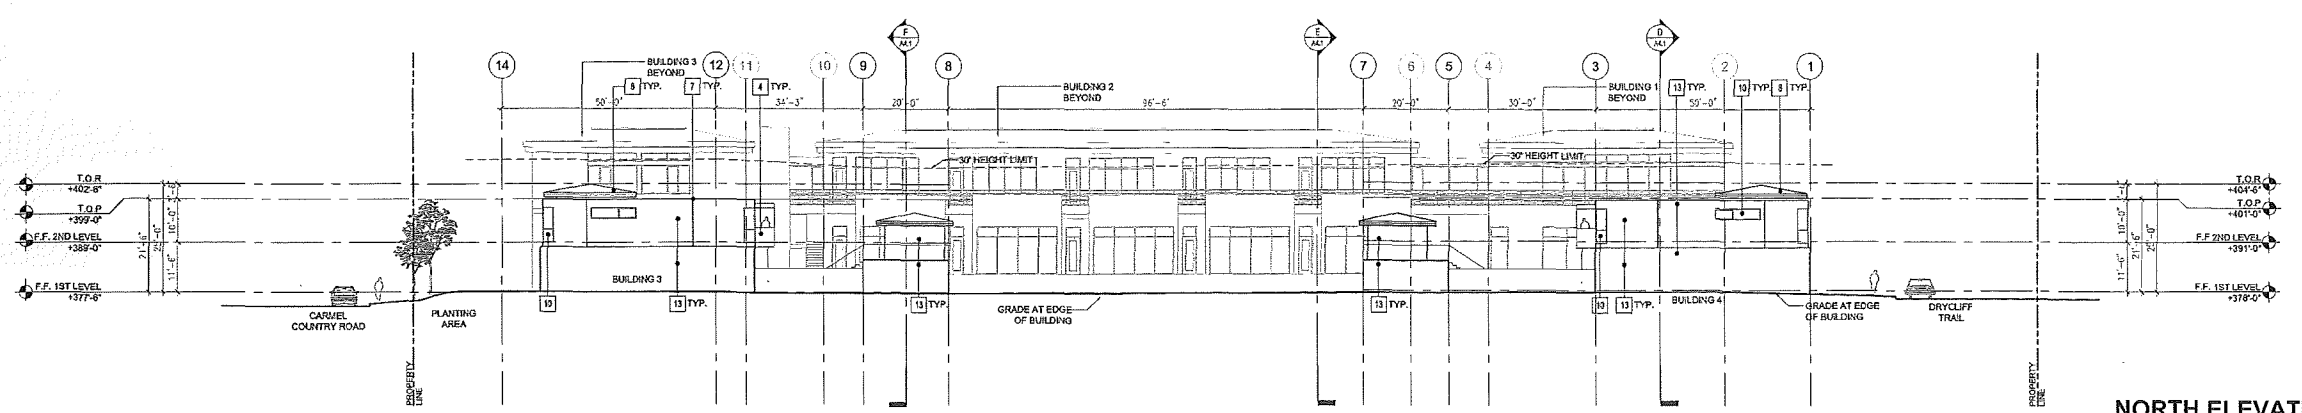 F
A4.1
E
A4.1
D
A4.1
14
12
11
10
9
8
7
6
5
4
3
2
1
BUILDING 3
BEYOND
8 TYP.
7 TYP.
4 TYP.
BUILDING 2
BEYOND
BUILDING 1
BEYOND
13 TYP.
10 TYP.
8 TYP.
50'-0"
34'-3"
20'-0"
96'-6"
20'-0"
30'-0"
50'-0"
30' HEIGHT LIMIT
30' HEIGHT LIMIT
T.O.R
+402'-6"
T.O.P
+399'-0"
F.F. 2ND LEVEL
+389'-0"
F.F. 1ST LEVEL
+377'-6"
21'-6"
25'-0"
11'-6"
10'-0"
T.O.R
+404'-6"
T.O.P
+401'-0"
F.F 2ND LEVEL
+391'-0"
F.F. 1ST LEVEL
+378'-0"
11'-6"
10'-0"
21'-6"
25'-0"
BUILDING 3
BUILDING 4
10
13 TYP.
13 TYP.
13 TYP.
10
13 TYP.
CARMEL
COUNTRY ROAD
PLANTING
AREA
GRADE AT EDGE
OF BUILDING
GRADE AT EDGE
OF BUILDING
DRYCLIFF
TRAIL
PROPERTY
LINE
PROPERTY
LINE
NORTH ELEVAT